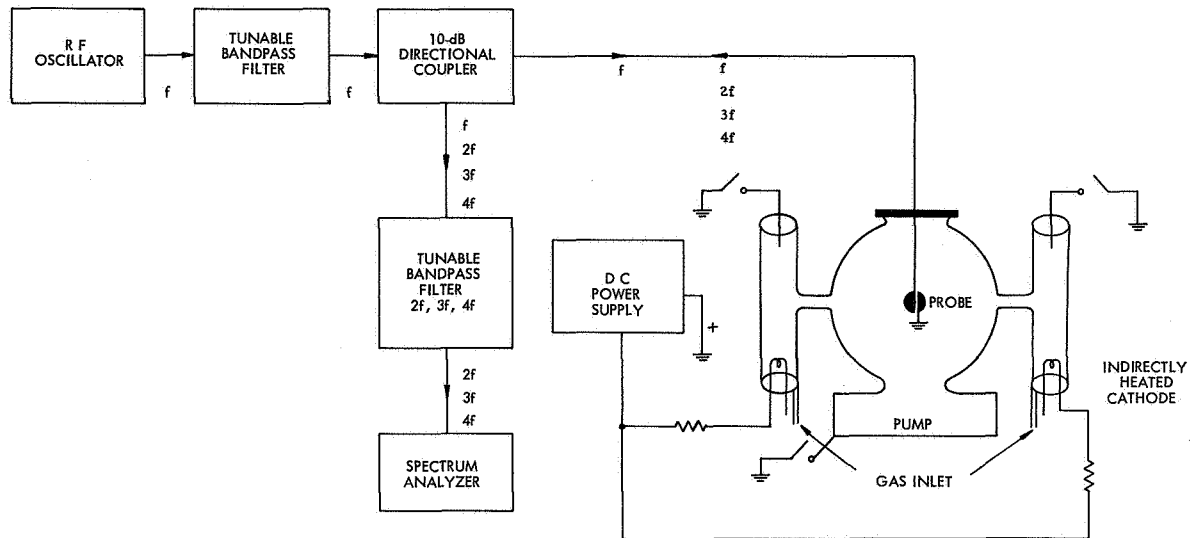 R F
OSCILLATOR
f
TUNABLE
BANDPASS
FILTER
f
10-dB
DIRECTIONAL
COUPLER
f
f
2f
3f
4f
f
2f
3f
4f
TUNABLE
BANDPASS
FILTER
2f, 3f, 4f
2f
3f
4f
SPECTRUM
ANALYZER
D C
POWER
SUPPLY
+
PROBE
INDIRECTLY
HEATED
CATHODE
PUMP
GAS INLET